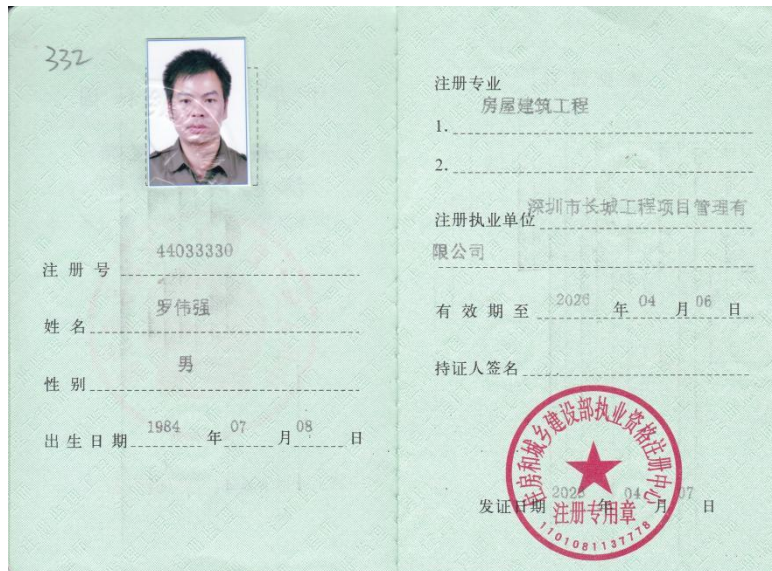 332
注 册 号 44033330
姓 名 罗伟强
性 别 男
出 生 日 期 1984 年 07 月 08 日
注册专业
1. 房屋建筑工程
2.
注册执业单位 深圳市长城工程项目管理有
限公司
有 效 期 至 2026 年 04 月 06 日
持证人签名
住房和城乡建设部执业资格注册中心
发证日期 年 04 月 07 日
注册专用章
1101081137778